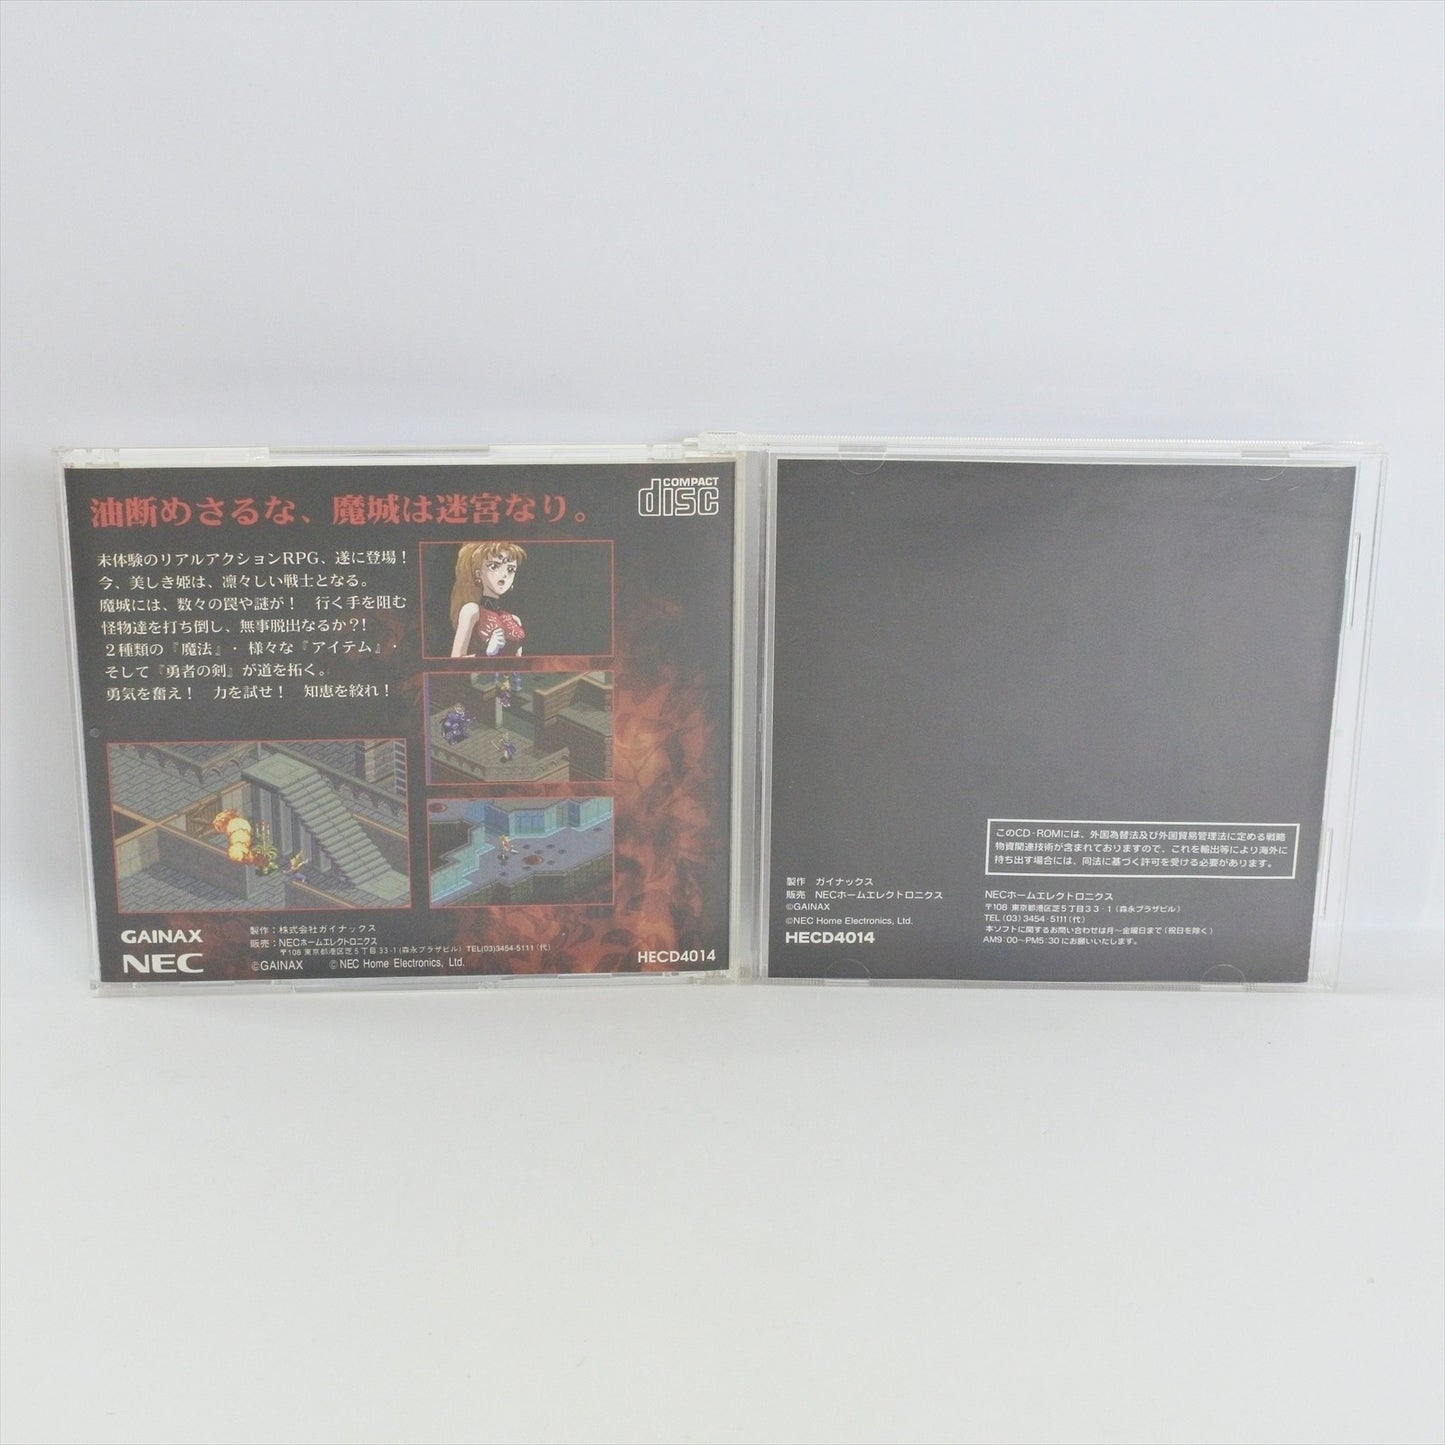 油断めさるな、魔城は迷宮なり。
COMPACT
disc
未体験のリアルアクションRPG、遂に登場！
今、美しき姫は、凛々しい戦士となる。
魔城には、数々の罠や謎が！　行く手を阻む
怪物達を打ち倒し、無事脱出なるか？！
２種類の『魔法』・様々な『アイテム』・
そして『勇者の剣』が道を拓く。
勇気を奮え！　力を試せ！　知恵を絞れ！
GAINAX
NEC
製作：株式会社ガイナックス
販売：NECホームエレクトロニクス
〒108 東京都港区芝５丁目33-1(森永プラザビル) TEL(03)3454-5111(代)
©GAINAX　©NEC Home Electronics, Ltd.
HECD4014
このCD-ROMには、外国為替法及び外国貿易管理法に定める戦略
物資関連技術が含まれておりますので、これを輸出等により海外に
持ち出す場合には、同法に基づく許可を受ける必要があります。
製作　ガイナックス
販売　NECホームエレクトロニクス
©GAINAX
©NEC Home Electronics, Ltd.
HECD4014
NECホームエレクトロニクス
〒108 東京都港区芝５丁目３３-１(森永プラザビル)
TEL (03) 3454-5111 (代)
本ソフトに関するお問い合わせは月～金曜日まで(祝日を除く)
AM9:00～PM5:30にお願いいたします。